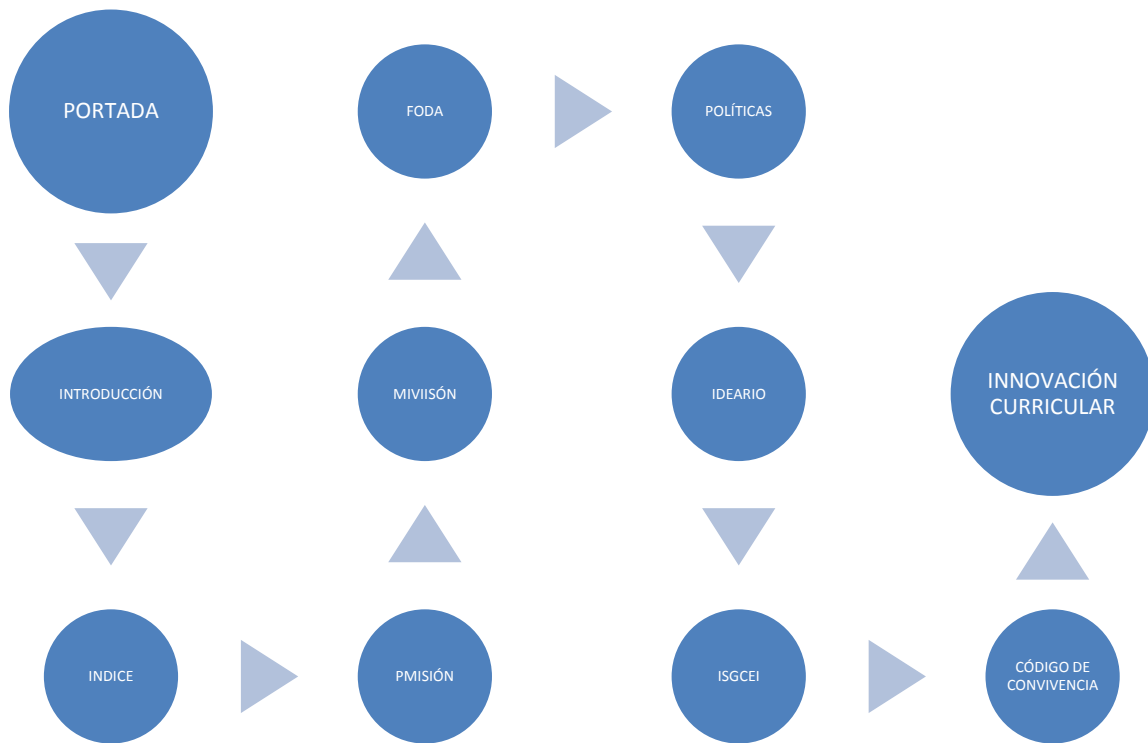 PORTADA
INTRODUCCIÓN
INDICE
PMISIÓN
MIVIISÓN
FODA
POLÍTICAS
IDEARIO
ISGCEI
CÓDIGO DE
CONVIVENCIA
INNOVACIÓN
CURRICULAR